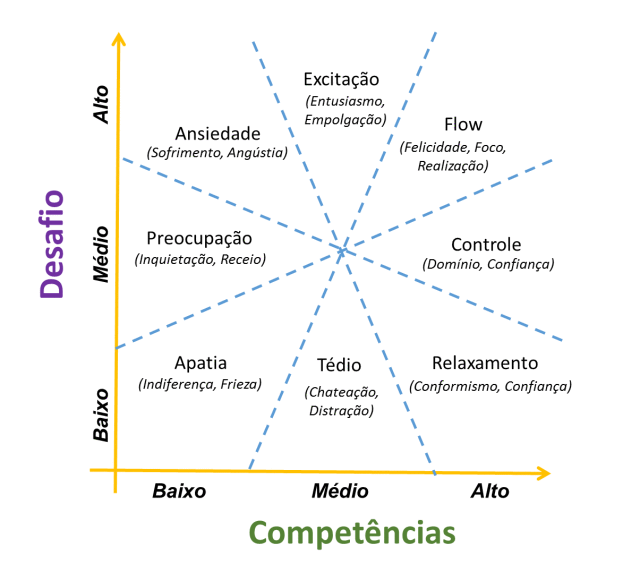 Desafio
Alto
Médio
Baixo
Excitação
(Entusiasmo,
Empolgação)
Ansiedade
(Sofrimento, Angústia)
Flow
(Felicidade, Foco,
Realização)
Preocupação
(Inquietação, Receio)
Controle
(Domínio, Confiança)
Apatia
(Indiferença, Frieza)
Tédio
(Chateação,
Distração)
Relaxamento
(Conformismo, Confiança)
Baixo
Médio
Alto
Competências